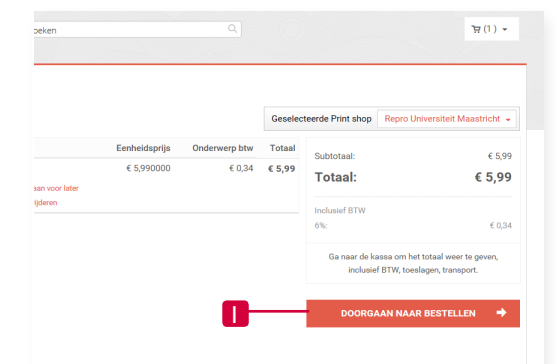 oeken (1)
Geselecteerde Print shop Repro Universiteit Maastricht
Eenheidsprijs Onderwerp btw Totaal
€ 5,990000 € 0,34 € 5,99
aan voor later
ijderen
Subtotaal: € 5,99
Totaal: € 5,99
Inclusief BTW
6%: € 0,34
Ga naar de kassa om het totaal weer te geven,
inclusief BTW, toeslagen, transport.
I DOORGAAN NAAR BESTELLEN